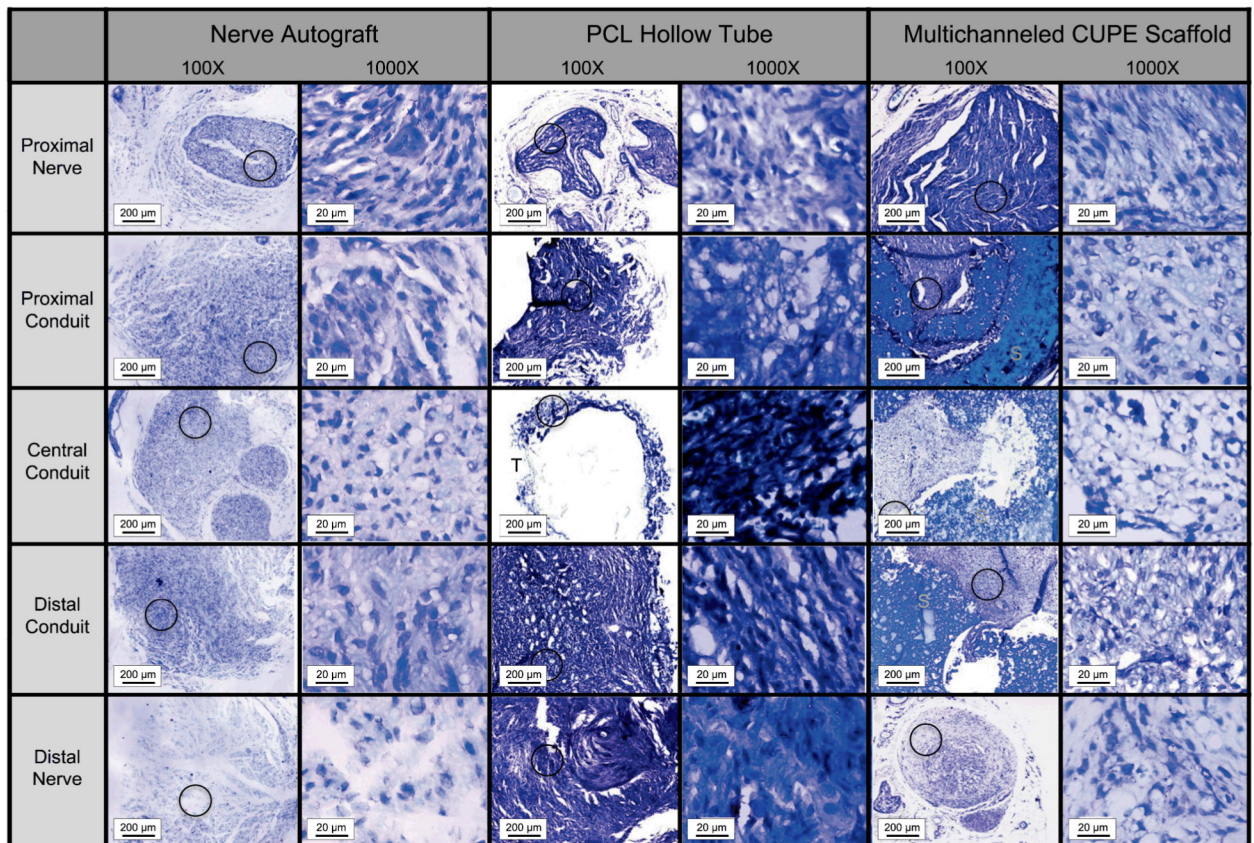 Nerve Autograft
PCL Hollow Tube
Multichanneled CUPE Scaffold
100X
1000X
100X
1000X
100X
1000X
Proximal
Nerve
200 µm
20 µm
200 µm
20 µm
200 µm
20 µm
Proximal
Conduit
200 µm
20 µm
200 µm
20 µm
S
200 µm
20 µm
Central
Conduit
200 µm
20 µm
T
200 µm
20 µm
S
200 µm
20 µm
Distal
Conduit
200 µm
20 µm
200 µm
20 µm
S
200 µm
20 µm
Distal
Nerve
200 µm
20 µm
200 µm
20 µm
200 µm
20 µm